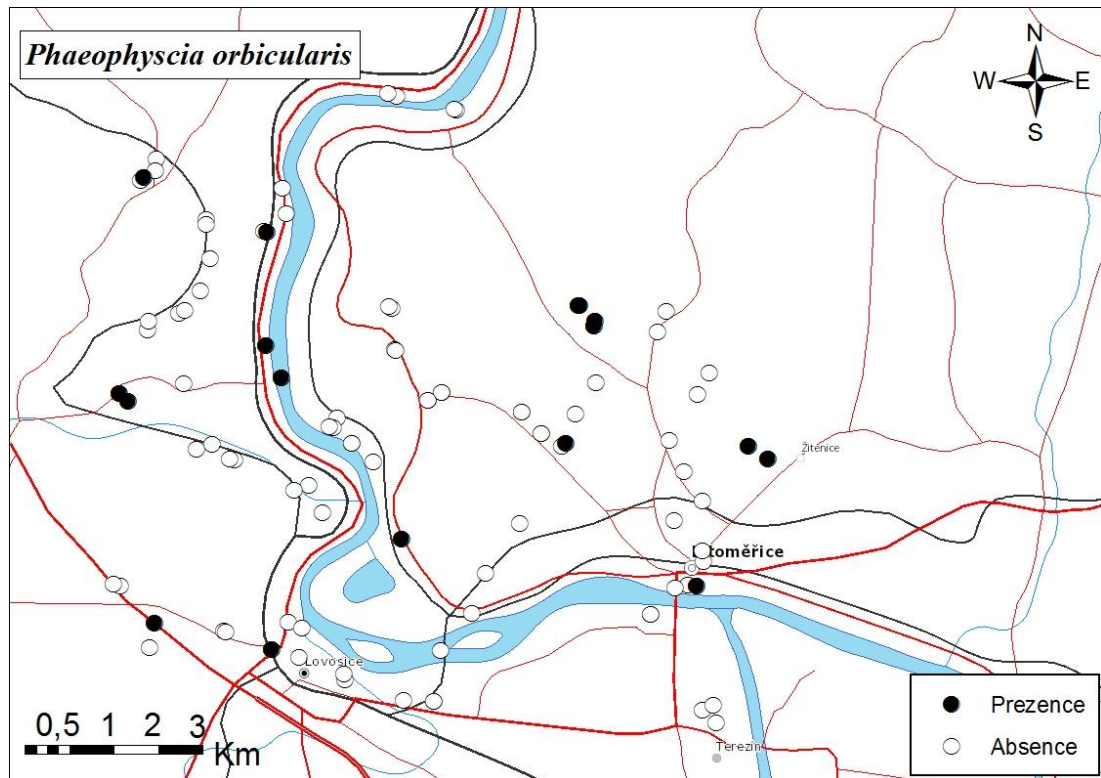 Phaeophyscia orbicularis
N
W E
S
Žitenice
Litoměřice
Lovosice
Terezín
0,5 1 2 3
Km
Prezence
Absence